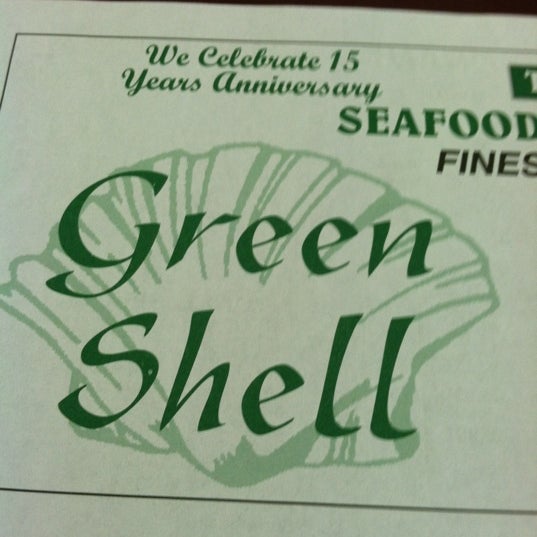 We Celebrate 15
Years Anniversary
SEAFOOD
FINES
Green
Shell